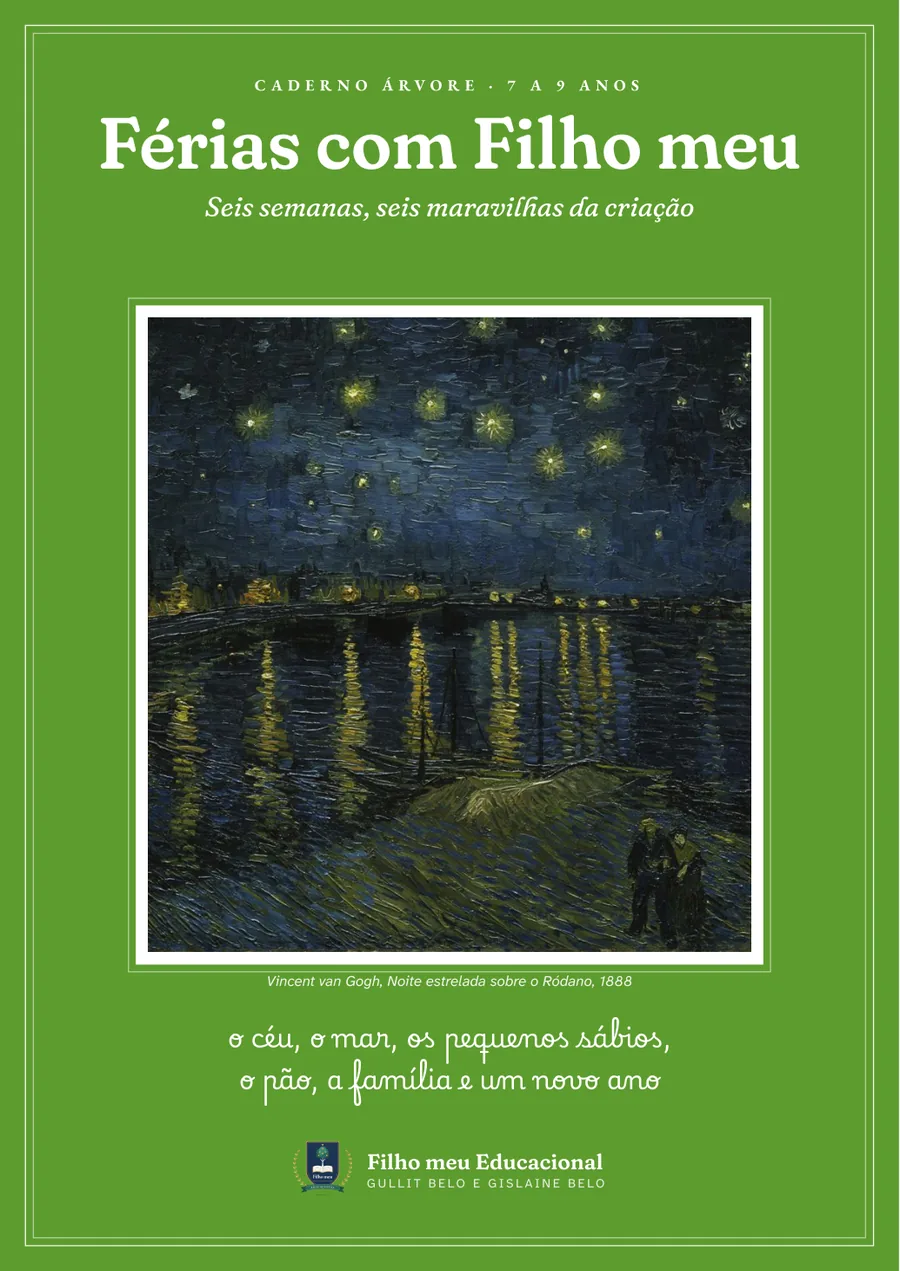 CADERNO ÁRVORE · 7 A 9 ANOS
Férias com Filho meu
Seis semanas, seis maravilhas da criação
Vincent van Gogh, Noite estrelada sobre o Ródano, 1888
o céu, o mar, os pequenos sábios,
o pão, a família e um novo ano
Filho meu
Filho meu Educacional
GULLIT BELO E GISLAINE BELO